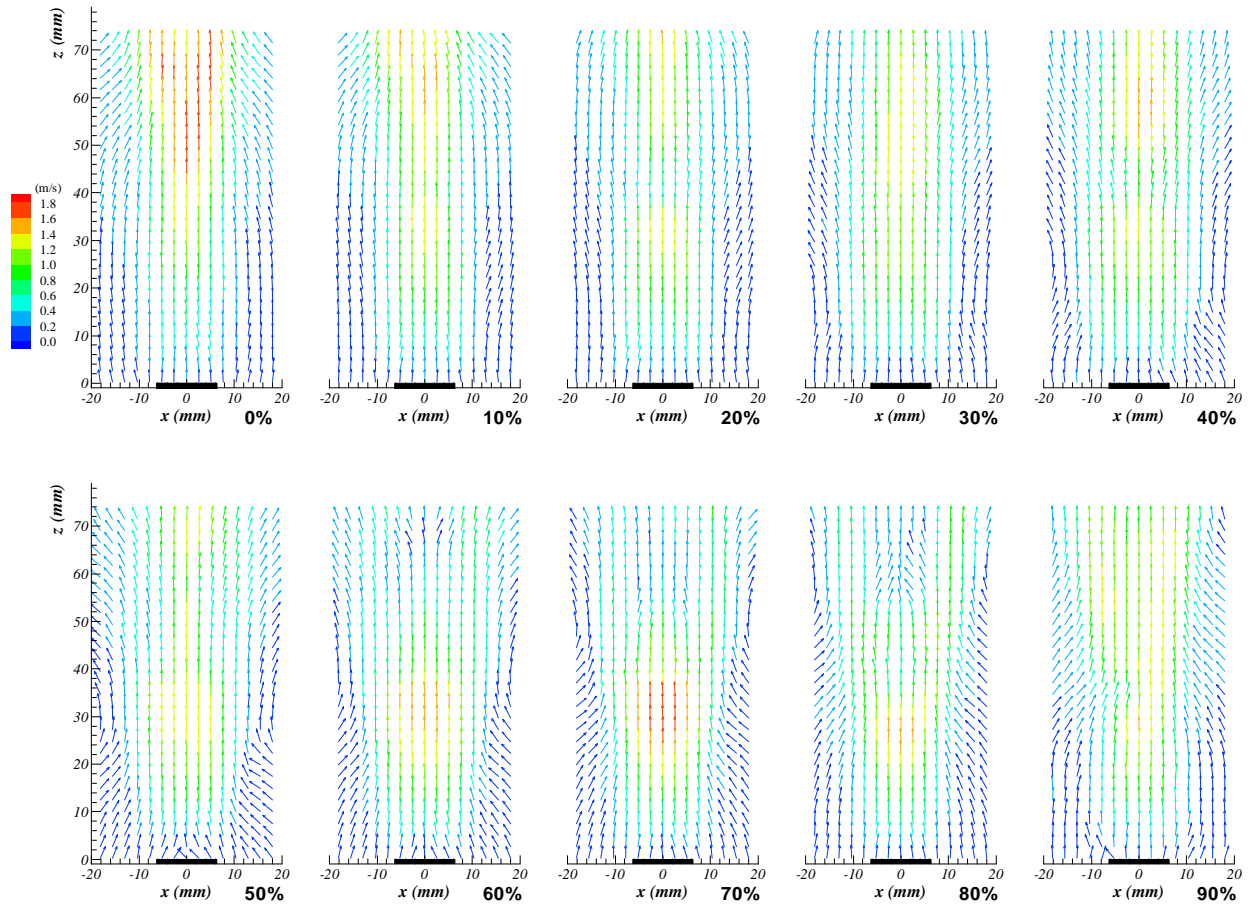 z (mm)
70
60
50
40
30
20
10
0
(m/s)
1.8
1.6
1.4
1.2
1.0
0.8
0.6
0.4
0.2
0.0
-20 -10 0 10 20
x (mm) 0%
-20 -10 0 10 20
x (mm) 10%
-20 -10 0 10 20
x (mm) 20%
-20 -10 0 10 20
x (mm) 30%
-20 -10 0 10 20
x (mm) 40%
z (mm)
70
60
50
40
30
20
10
0
-20 -10 0 10 20
x (mm) 50%
-20 -10 0 10 20
x (mm) 60%
-20 -10 0 10 20
x (mm) 70%
-20 -10 0 10 20
x (mm) 80%
-20 -10 0 10 20
x (mm) 90%